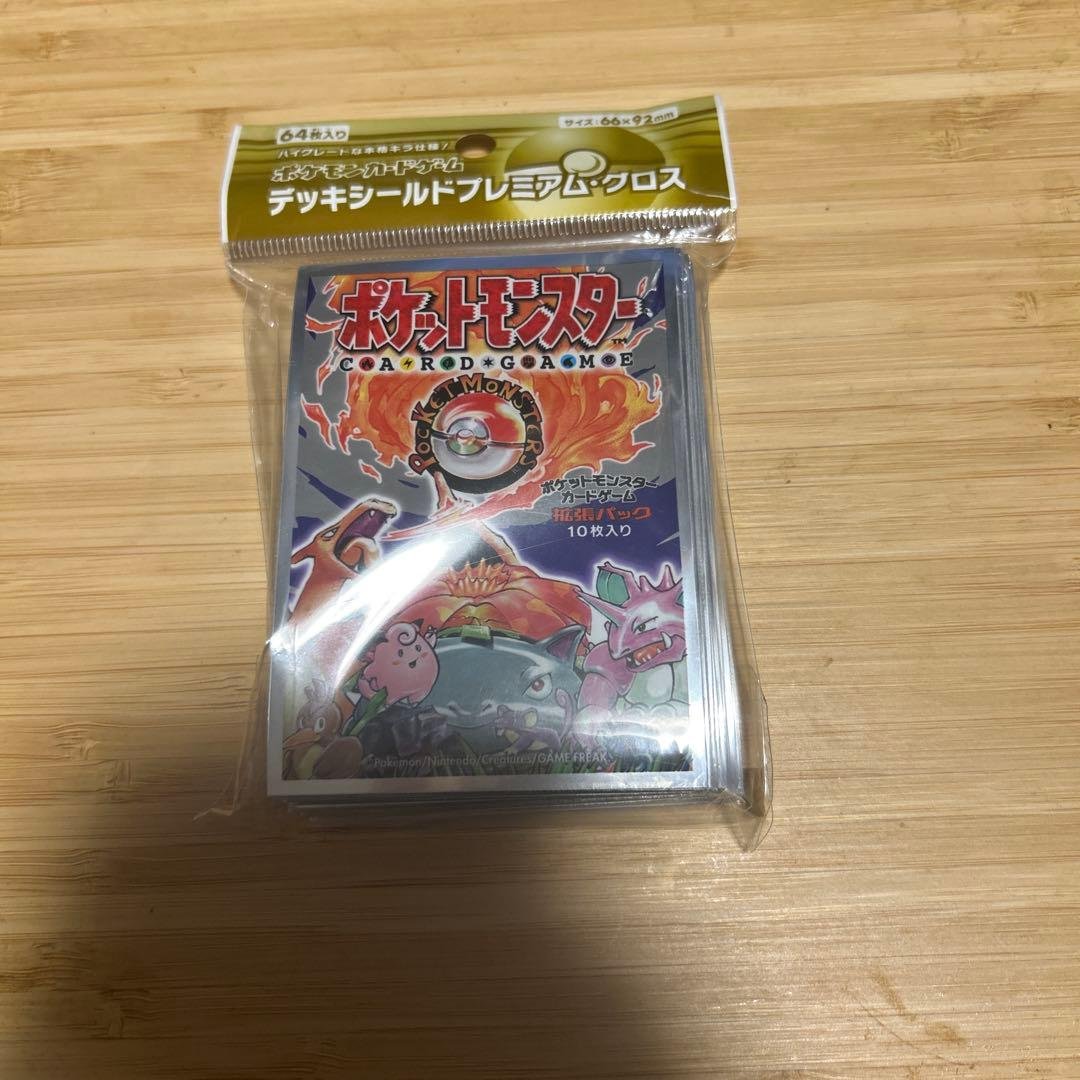 64枚入り
サイズ:66×92mm
ハイグレードな本格キラ仕様!
ポケモンカードゲーム
デッキシールドプレミアム・グロス
ポケットモンスター
TM
CARD GAME
POCKET MONSTERS
ポケットモンスター
カードゲーム
拡張パック
10枚入り
Pokémon/Nintendo/Creatures/GAME FREAK